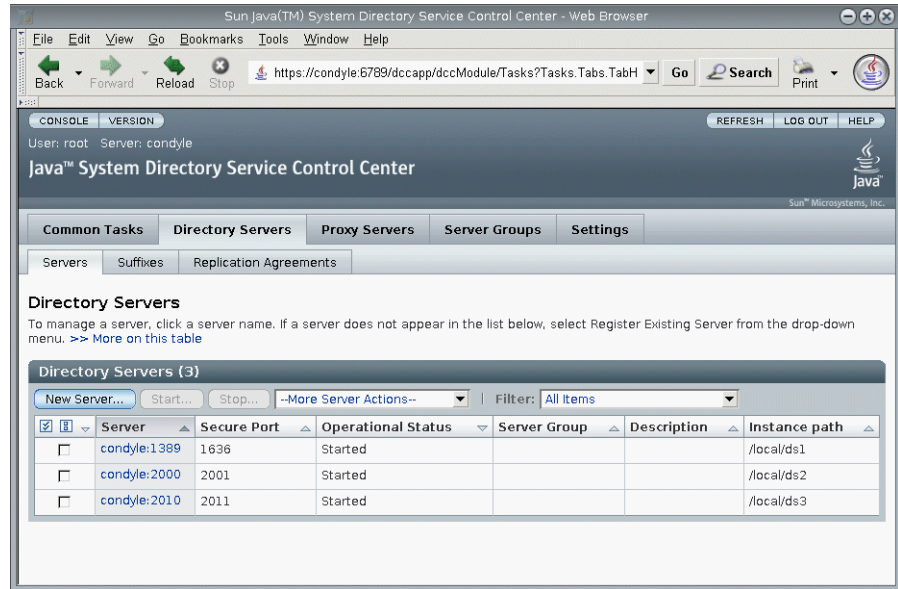 Sun Java(TM) System Directory Service Control Center - Web Browser
File Edit View Go Bookmarks Tools Window Help
Back Forward Reload Stop https://condyle:6789/dccapp/dccModule/Tasks?Tasks.Tabs.TabH Go Search Print
CONSOLE VERSION REFRESH LOG OUT HELP
User: root Server: condyle
Java™ System Directory Service Control Center
Java™
Sun™ Microsystems, Inc.
Common Tasks Directory Servers Proxy Servers Server Groups Settings
Servers Suffixes Replication Agreements
Directory Servers
To manage a server, click a server name. If a server does not appear in the list below, select Register Existing Server from the drop-down
menu. >> More on this table
Directory Servers (3)
New Server... Start... Stop... --More Server Actions-- Filter: All Items
Server Secure Port Operational Status Server Group Description Instance path
condyle:1389 1636 Started /local/ds1
condyle:2000 2001 Started /local/ds2
condyle:2010 2011 Started /local/ds3